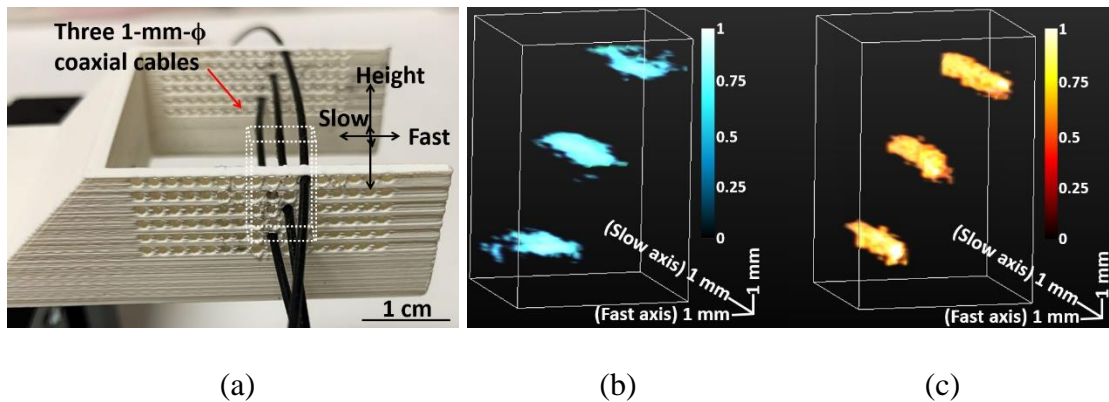 Three 1-mm-ϕ
coaxial cables
Height
Slow
Fast
1 cm
1
0.75
0.5
0.25
0
(Slow axis) 1 mm
1 mm
(Fast axis) 1 mm
1
0.75
0.5
0.25
0
(Slow axis) 1 mm
1 mm
(Fast axis) 1 mm
(a)
(b)
(c)